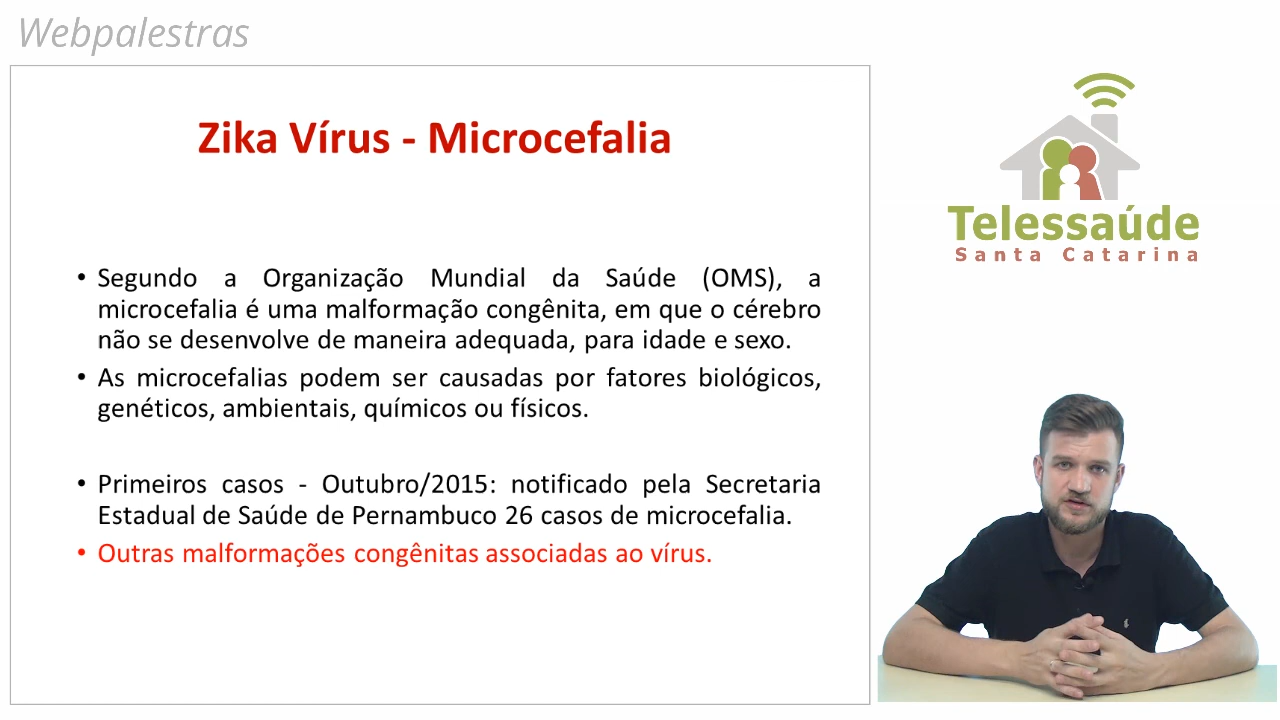 Webpalestras
Zika Vírus - Microcefalia
Telessaúde
Santa Catarina
• Segundo a Organização Mundial da Saúde (OMS), a
microcefalia é uma malformação congênita, em que o cérebro
não se desenvolve de maneira adequada, para idade e sexo.
• As microcefalias podem ser causadas por fatores biológicos,
genéticos, ambientais, químicos ou físicos.
• Primeiros casos - Outubro/2015: notificado pela Secretaria
Estadual de Saúde de Pernambuco 26 casos de microcefalia.
• Outras malformações congênitas associadas ao vírus.